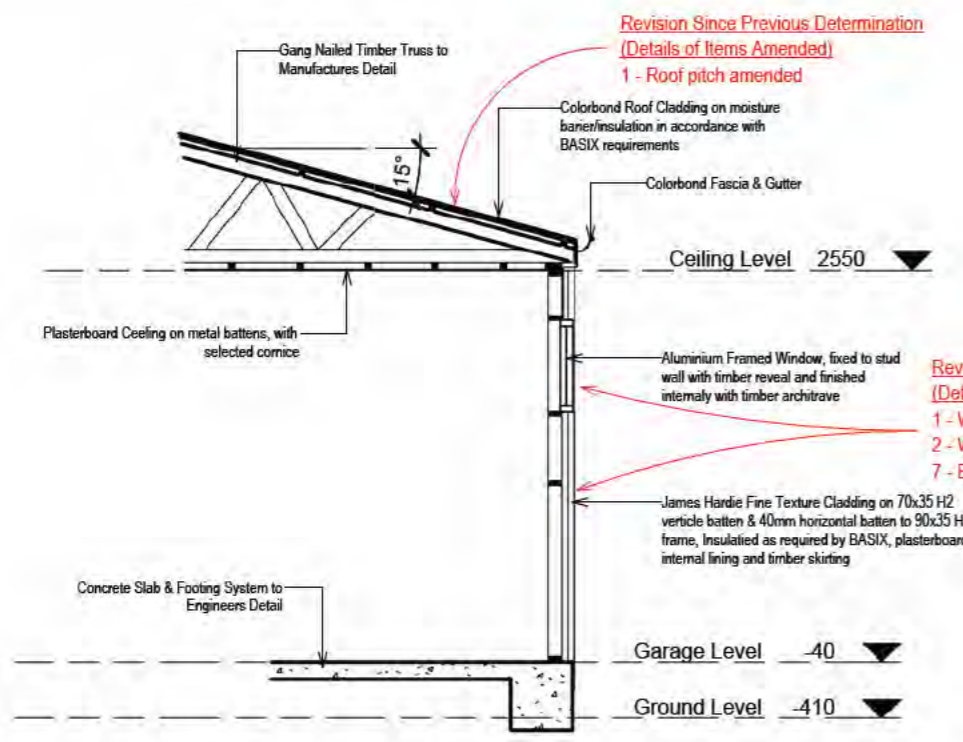 Revision Since Previous Determination
(Details of Items Amended)
1 - Roof pitch amended
Gang Nailed Timber Truss to
Manufactures Detail
Colorbond Roof Cladding on moisture
barier/insulation in accordance with
BASIX requirements
15°
Colorbond Fascia & Gutter
Ceiling Level 2550
Plasterboard Ceeling on metal battens, with
selected cornice
Aluminium Framed Window, fixed to stud
wall with timber reveal and finished
internaly with timber architrave
Rev
(Det
1 - W
2 - W
7 - E
James Hardie Fine Texture Cladding on 70x35 H2
verticle batten & 40mm horizontal batten to 90x35 H
frame, Insulatied as required by BASIX, plasterboard
internal lining and timber skirting
Concrete Slab & Footing System to
Engineers Detail
Garage Level -40
Ground Level -410